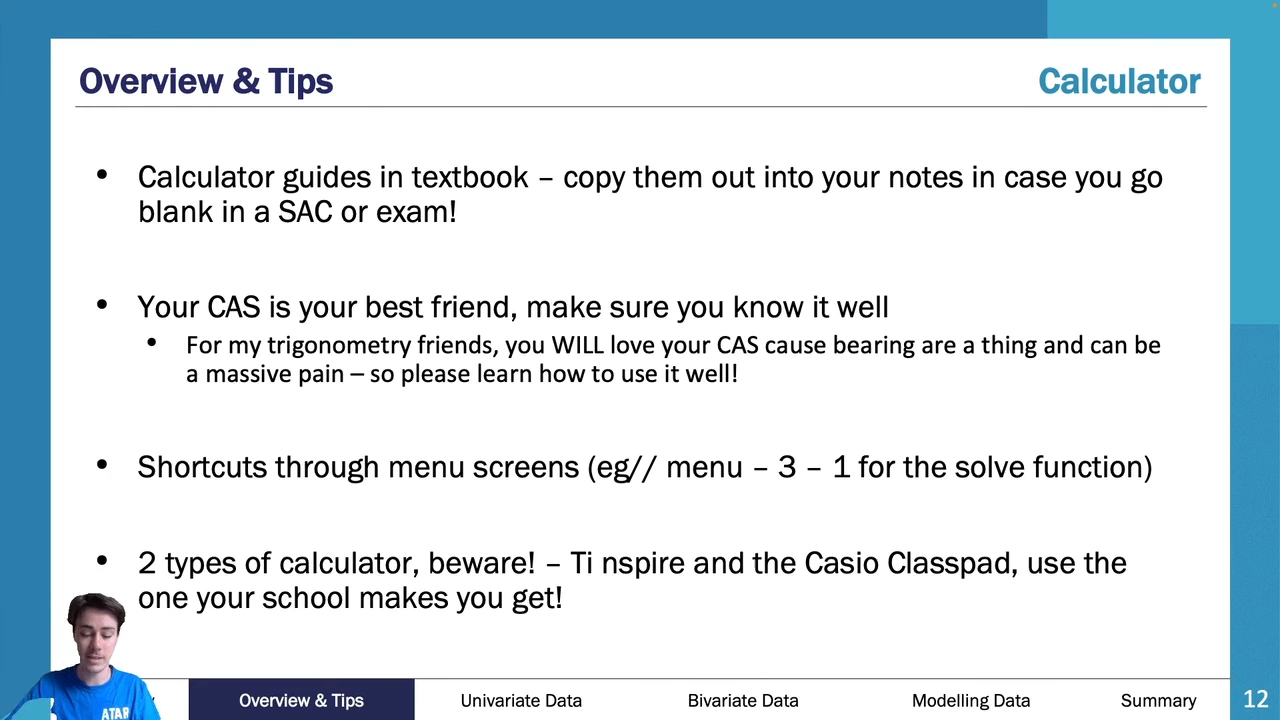 Overview & Tips
Calculator
• Calculator guides in textbook – copy them out into your notes in case you go
blank in a SAC or exam!
• Your CAS is your best friend, make sure you know it well
• For my trigonometry friends, you WILL love your CAS cause bearing are a thing and can be
a massive pain – so please learn how to use it well!
• Shortcuts through menu screens (eg// menu – 3 – 1 for the solve function)
• 2 types of calculator, beware! – Ti nspire and the Casio Classpad, use the
one your school makes you get!
ATAR
Overview & Tips
Univariate Data
Bivariate Data
Modelling Data
Summary
12